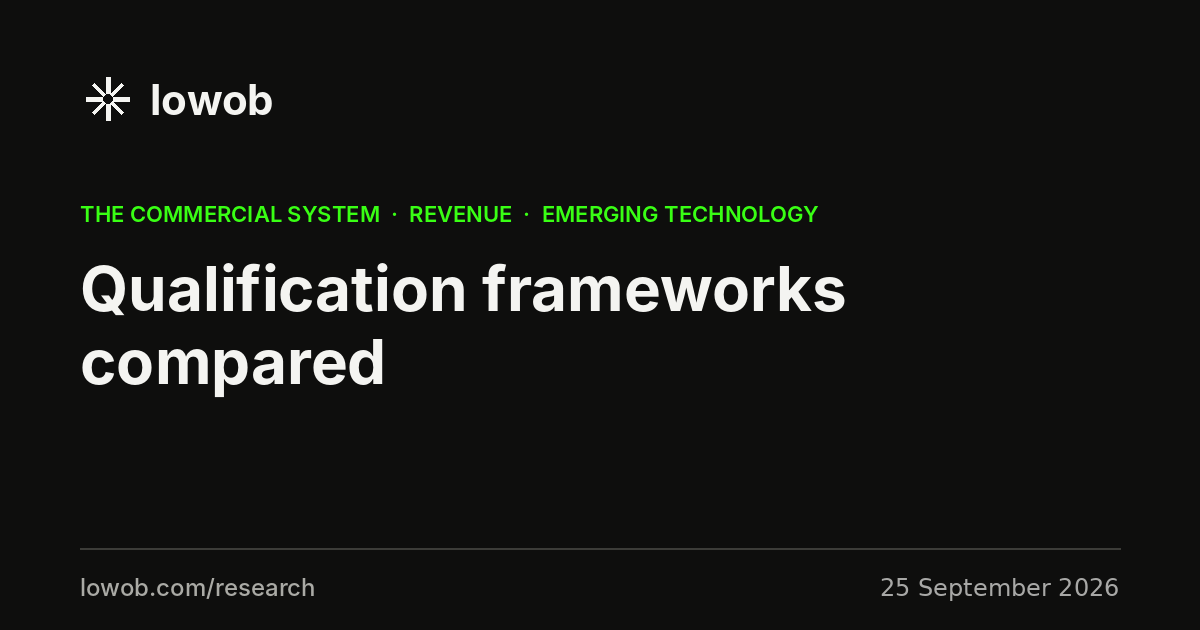 lowob
THE COMMERCIAL SYSTEM · REVENUE · EMERGING TECHNOLOGY
Qualification frameworks
compared
lowob.com/research
25 September 2026